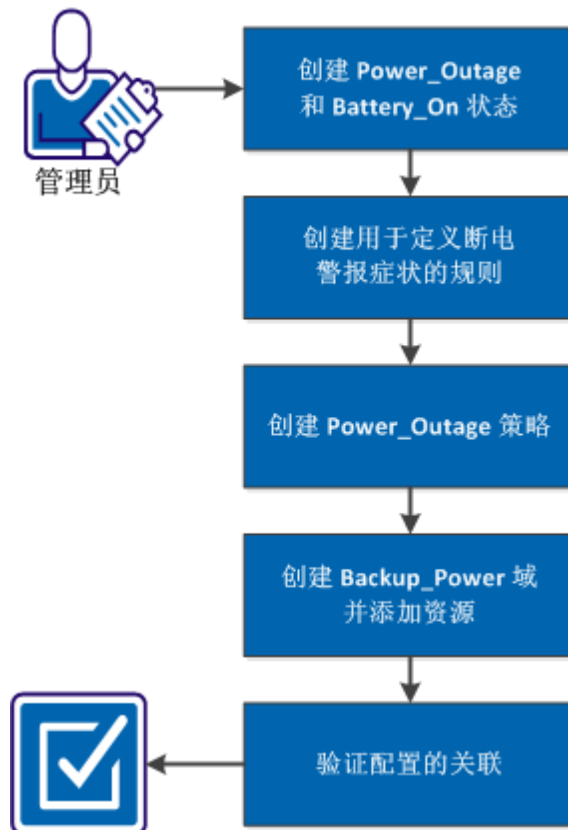 管理员
创建 Power_Outage
和 Battery_On 状态
创建用于定义断电
警报症状的规则
创建 Power_Outage 策略
创建 Backup_Power 域
并添加资源
验证配置的关联